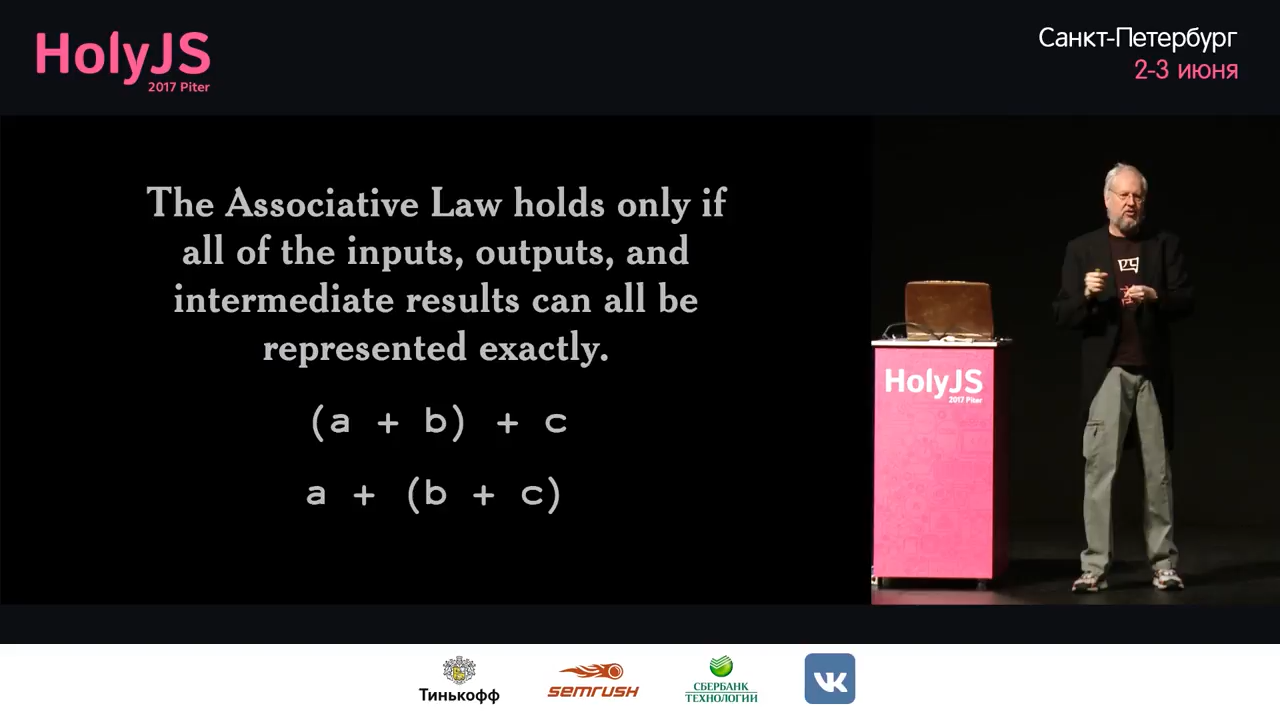 HolyJS
2017 Piter
Санкт-Петербург
2-3 июня
The Associative Law holds only if
all of the inputs, outputs, and
intermediate results can all be
represented exactly.
(a + b) + c
a + (b + c)
四
HolyJS
2017 Piter
Тинькофф
SEMRUSH
СБЕРБАНК
ТЕХНОЛОГИИ